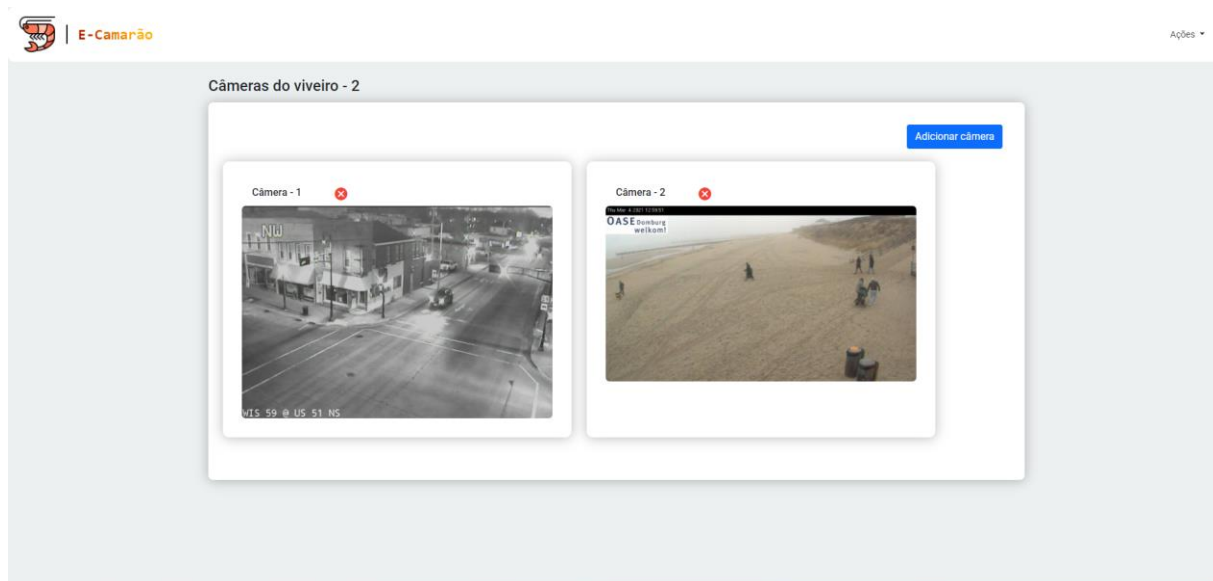 E-Camarão
Ações
Câmeras do viveiro - 2
Adicionar câmera
Câmera - 1
Câmera - 2
NW
WIS 59 @ US 51 NS
OASE Domburg
welkom!